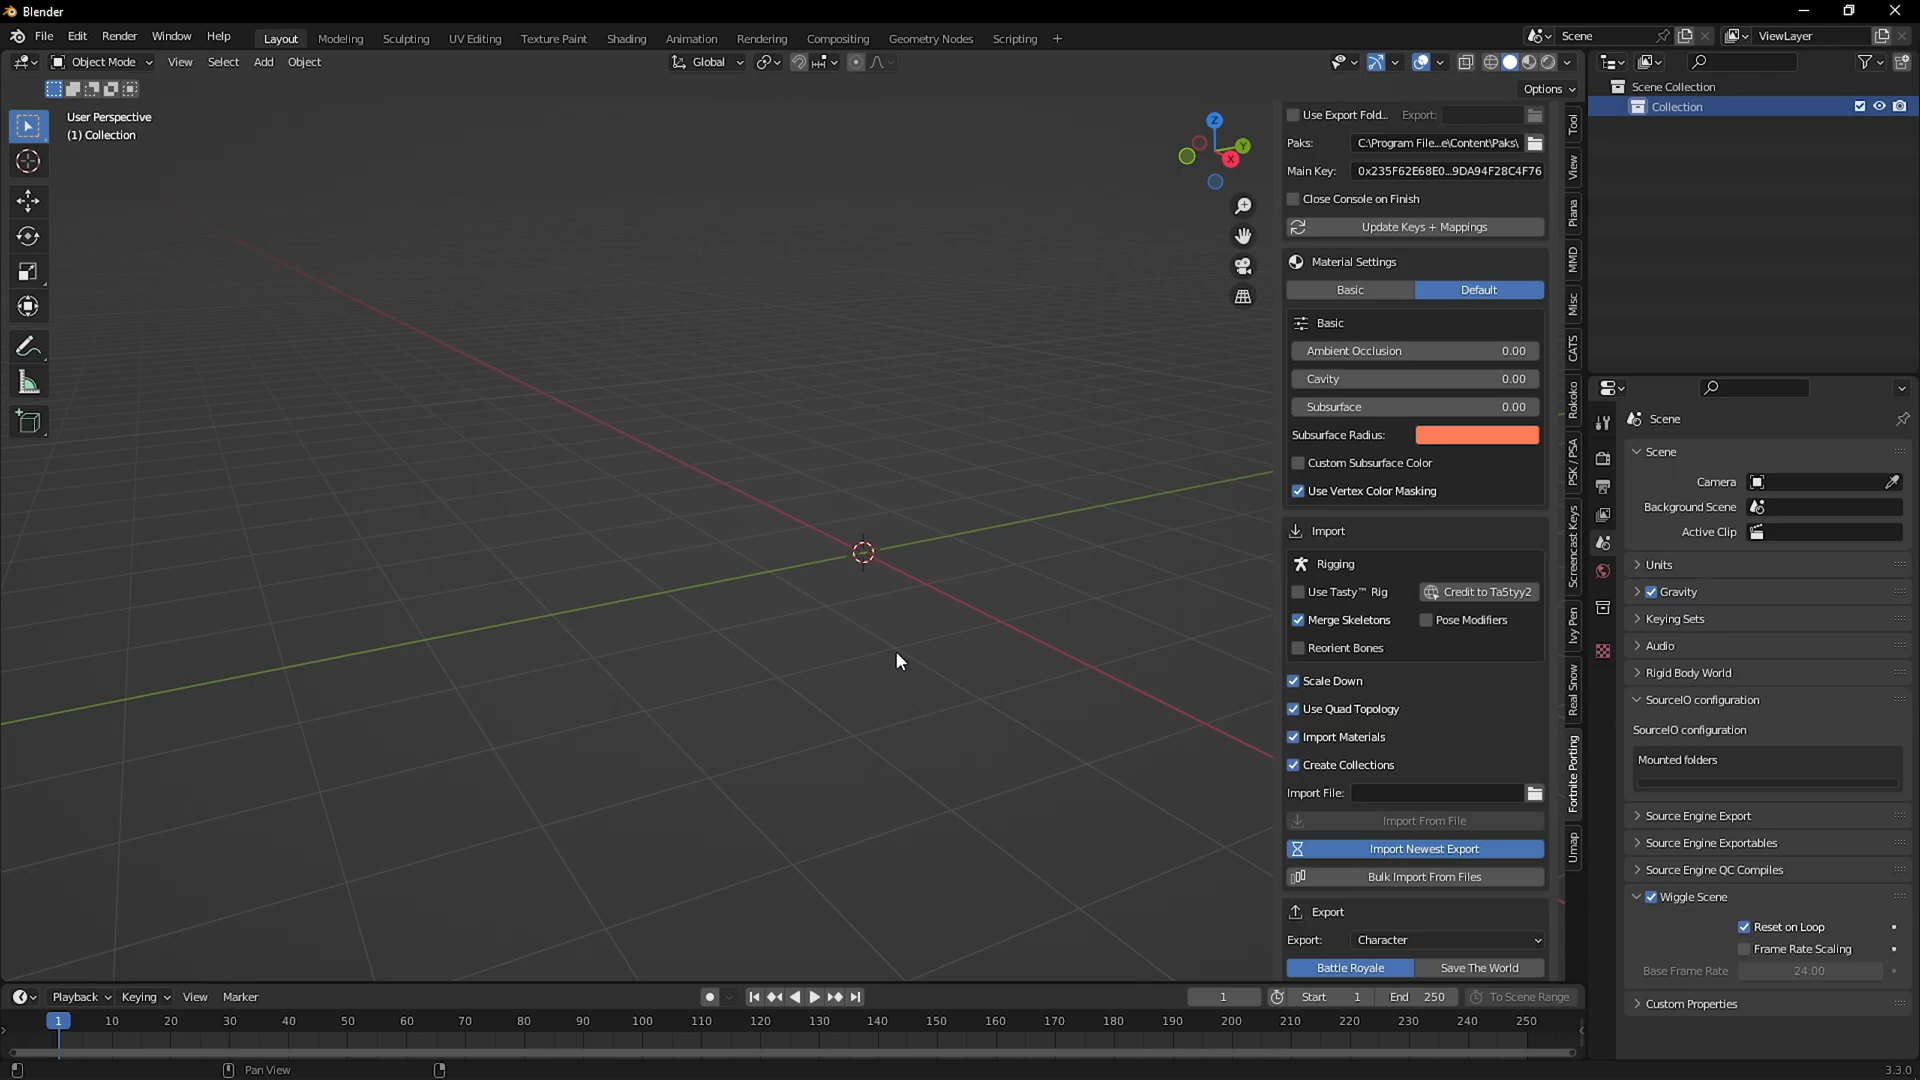 Blender
File Edit Render Window Help Layout Modeling Sculpting UV Editing Texture Paint Shading Animation Rendering Compositing Geometry Nodes Scripting + Scene ViewLayer
Object Mode View Select Add Object Global
Options
User Perspective
(1) Collection
Z
Y
X
Use Export Fold... Export:
Paks: C:\Program File...e\Content\Paks\
Main Key: 0x235F62E68E0...9DA94F28C4F76
Close Console on Finish
Update Keys + Mappings
Material Settings
Basic Default
Basic
Ambient Occlusion 0.00
Cavity 0.00
Subsurface 0.00
Subsurface Radius:
Custom Subsurface Color
Use Vertex Color Masking
Import
Rigging
Use Tasty™ Rig Credit to Ta5tyy2
Merge Skeletons Pose Modifiers
Reorient Bones
Scale Down
Use Quad Topology
Import Materials
Create Collections
Import File:
Import From File
Import Newest Export
Bulk Import From Files
Export
Export: Character
Battle Royale Save The World
Tool
View
Piana
MMD
Misc
CATS
Rokoko
PSK / PSA
Screencast Keys
Ivy Pen
Real Snow
Fortnite Porting
Umap
Scene Collection
Collection
Scene
Scene
Camera
Background Scene
Active Clip
Units
Gravity
Keying Sets
Audio
Rigid Body World
SourceIO configuration
SourceIO configuration
Mounted folders
Source Engine Export
Source Engine Exportables
Source Engine QC Compiles
Wiggle Scene
Reset on Loop
Frame Rate Scaling
Base Frame Rate 24.00
Custom Properties
Playback Keying View Marker 1 Start 1 End 250 To Scene Range
1 10 20 30 40 50 60 70 80 90 100 110 120 130 140 150 160 170 180 190 200 210 220 230 240 250
Pan View 3.3.0